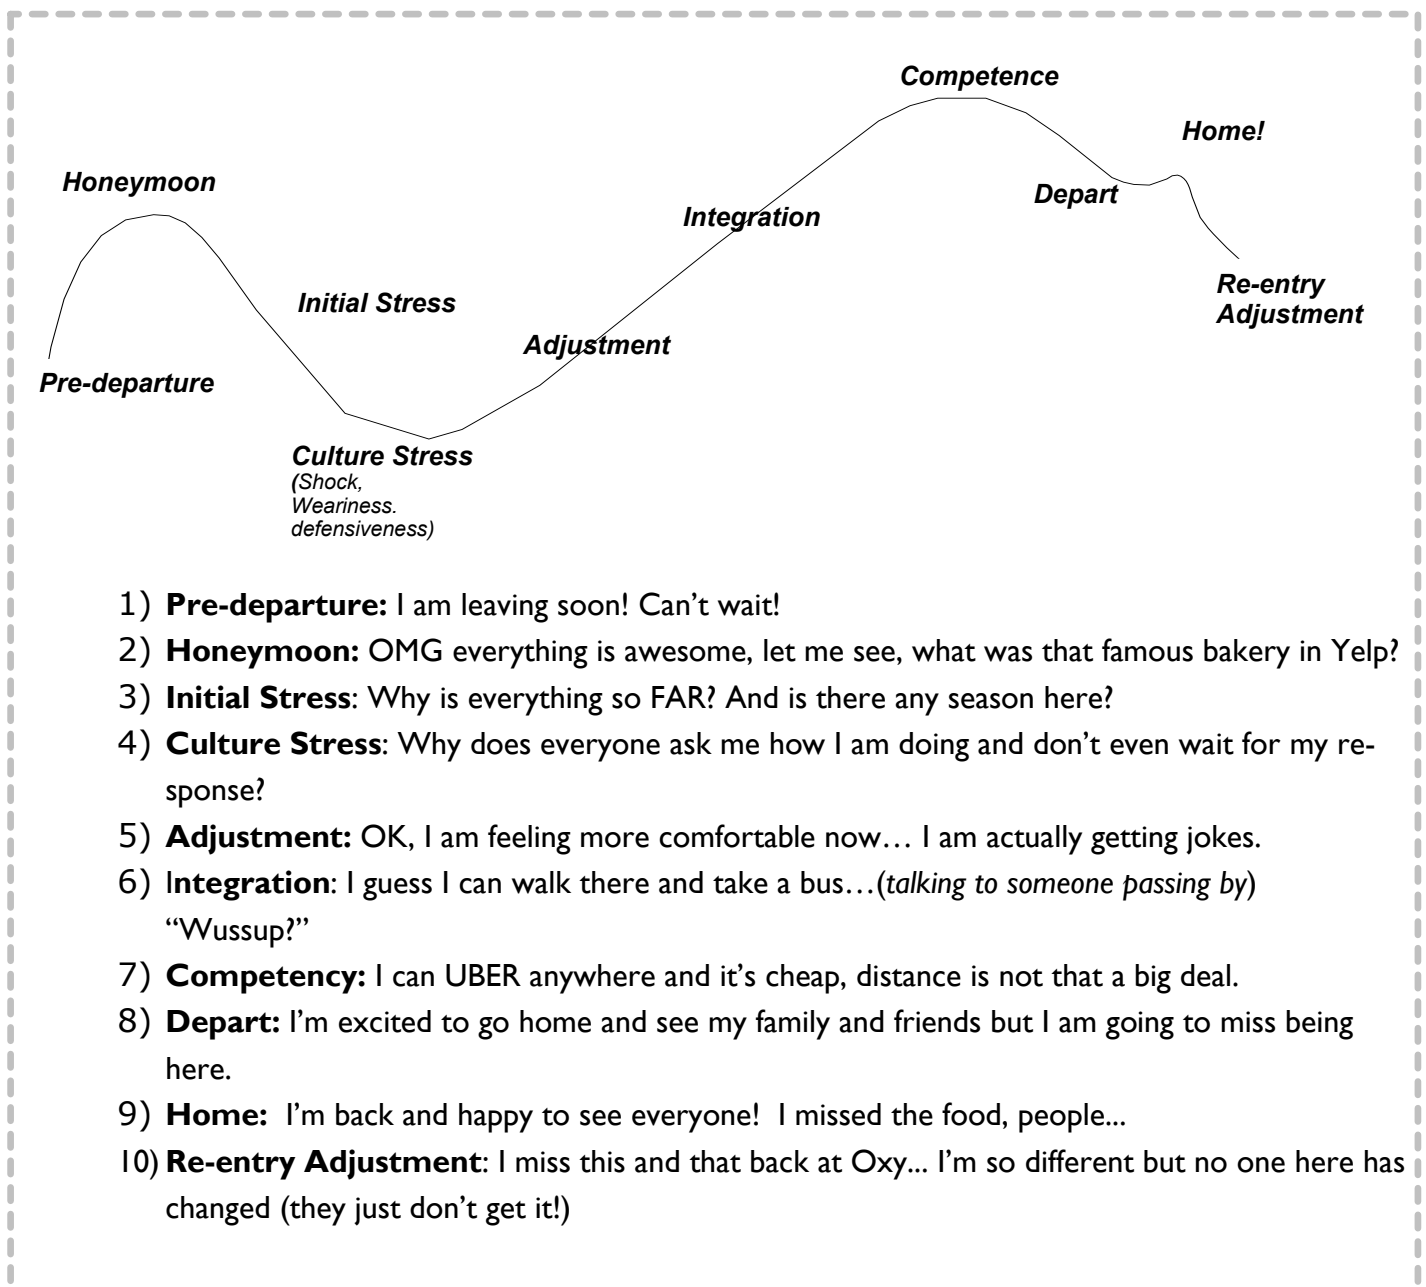 Competence
Home!
Honeymoon
Depart
Integration
Re-entry
Adjustment
Initial Stress
Adjustment
Pre-departure
Culture Stress
(Shock,
Weariness.
defensiveness)
1) Pre-departure: I am leaving soon! Can’t wait!
2) Honeymoon: OMG everything is awesome, let me see, what was that famous bakery in Yelp?
3) Initial Stress: Why is everything so FAR? And is there any season here?
4) Culture Stress: Why does everyone ask me how I am doing and don’t even wait for my re-
sponse?
5) Adjustment: OK, I am feeling more comfortable now… I am actually getting jokes.
6) Integration: I guess I can walk there and take a bus…(talking to someone passing by)
“Wussup?”
7) Competency: I can UBER anywhere and it’s cheap, distance is not that a big deal.
8) Depart: I’m excited to go home and see my family and friends but I am going to miss being
here.
9) Home: I’m back and happy to see everyone! I missed the food, people...
10) Re-entry Adjustment: I miss this and that back at Oxy... I’m so different but no one here has
changed (they just don’t get it!)